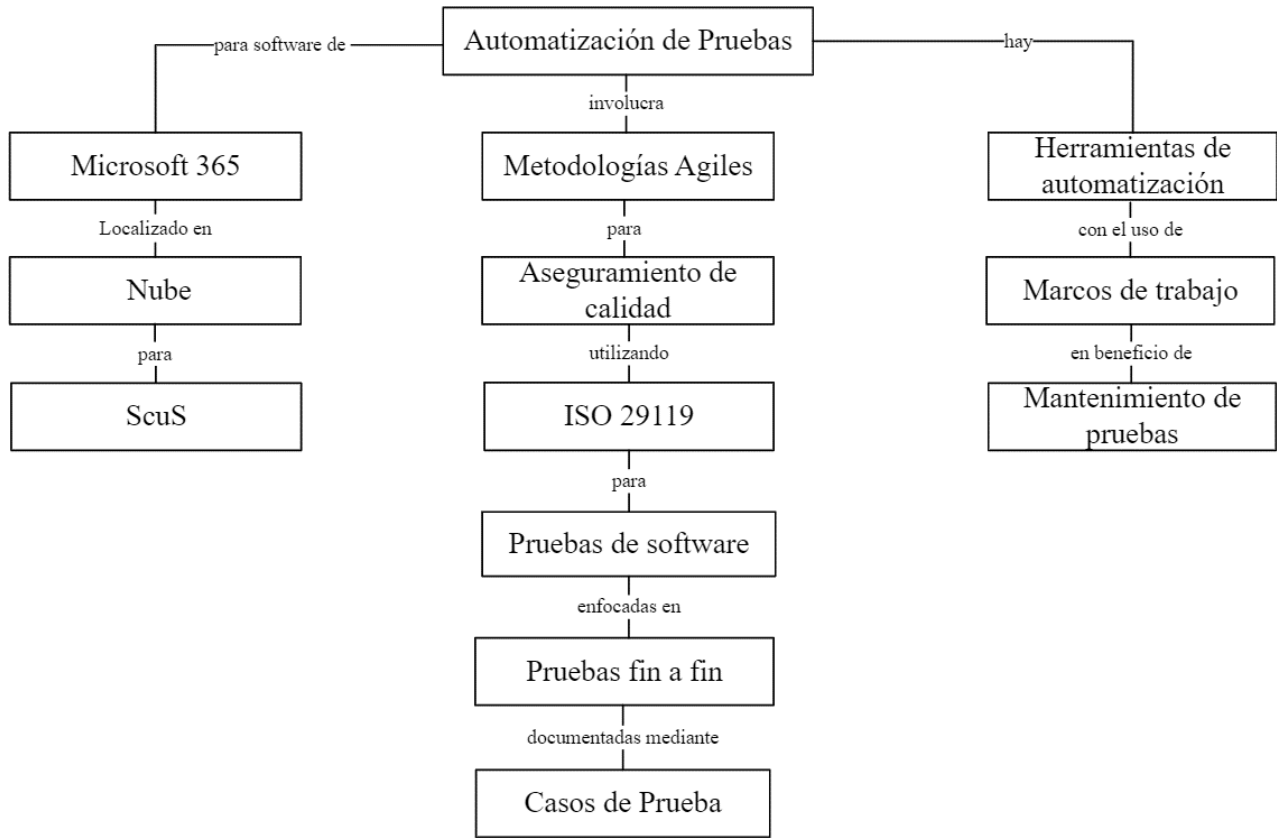 Automatización de Pruebas
para software de
hay
involucra
Microsoft 365
Metodologías Agiles
Herramientas de
automatización
Localizado en
para
con el uso de
Nube
Aseguramiento de
calidad
Marcos de trabajo
para
utilizando
en beneficio de
ScuS
ISO 29119
Mantenimiento de
pruebas
para
Pruebas de software
enfocadas en
Pruebas fin a fin
documentadas mediante
Casos de Prueba